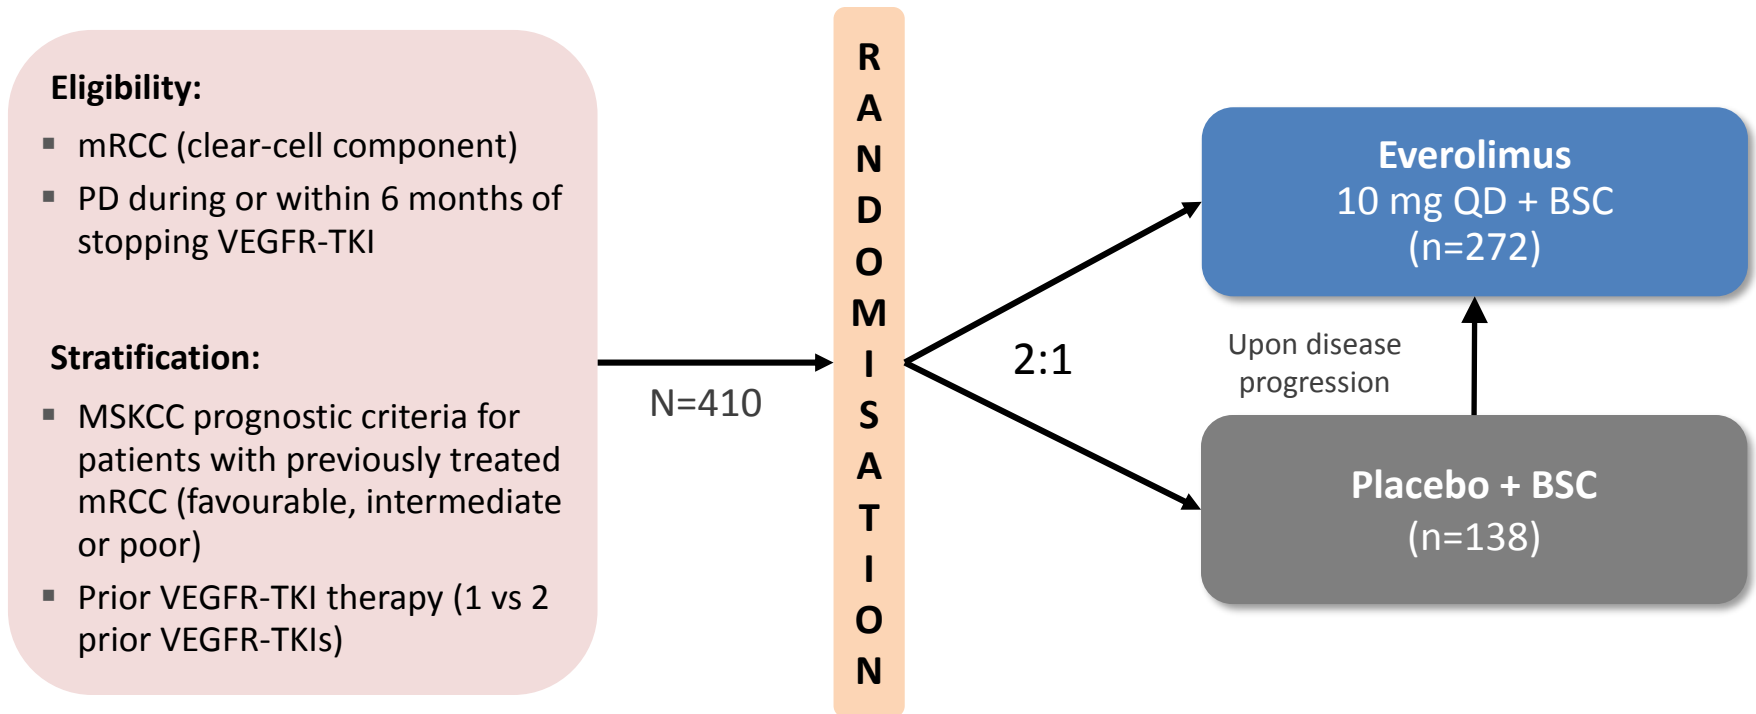 Eligibility:
▪ mRCC (clear-cell component)
▪ PD during or within 6 months of
stopping VEGFR-TKI
Stratification:
▪ MSKCC prognostic criteria for
patients with previously treated
mRCC (favourable, intermediate
or poor)
▪ Prior VEGFR-TKI therapy (1 vs 2
prior VEGFR-TKIs)
N=410
R
A
N
D
O
M
I
S
A
T
I
O
N
2:1
Everolimus
10 mg QD + BSC
(n=272)
Upon disease
progression
Placebo + BSC
(n=138)